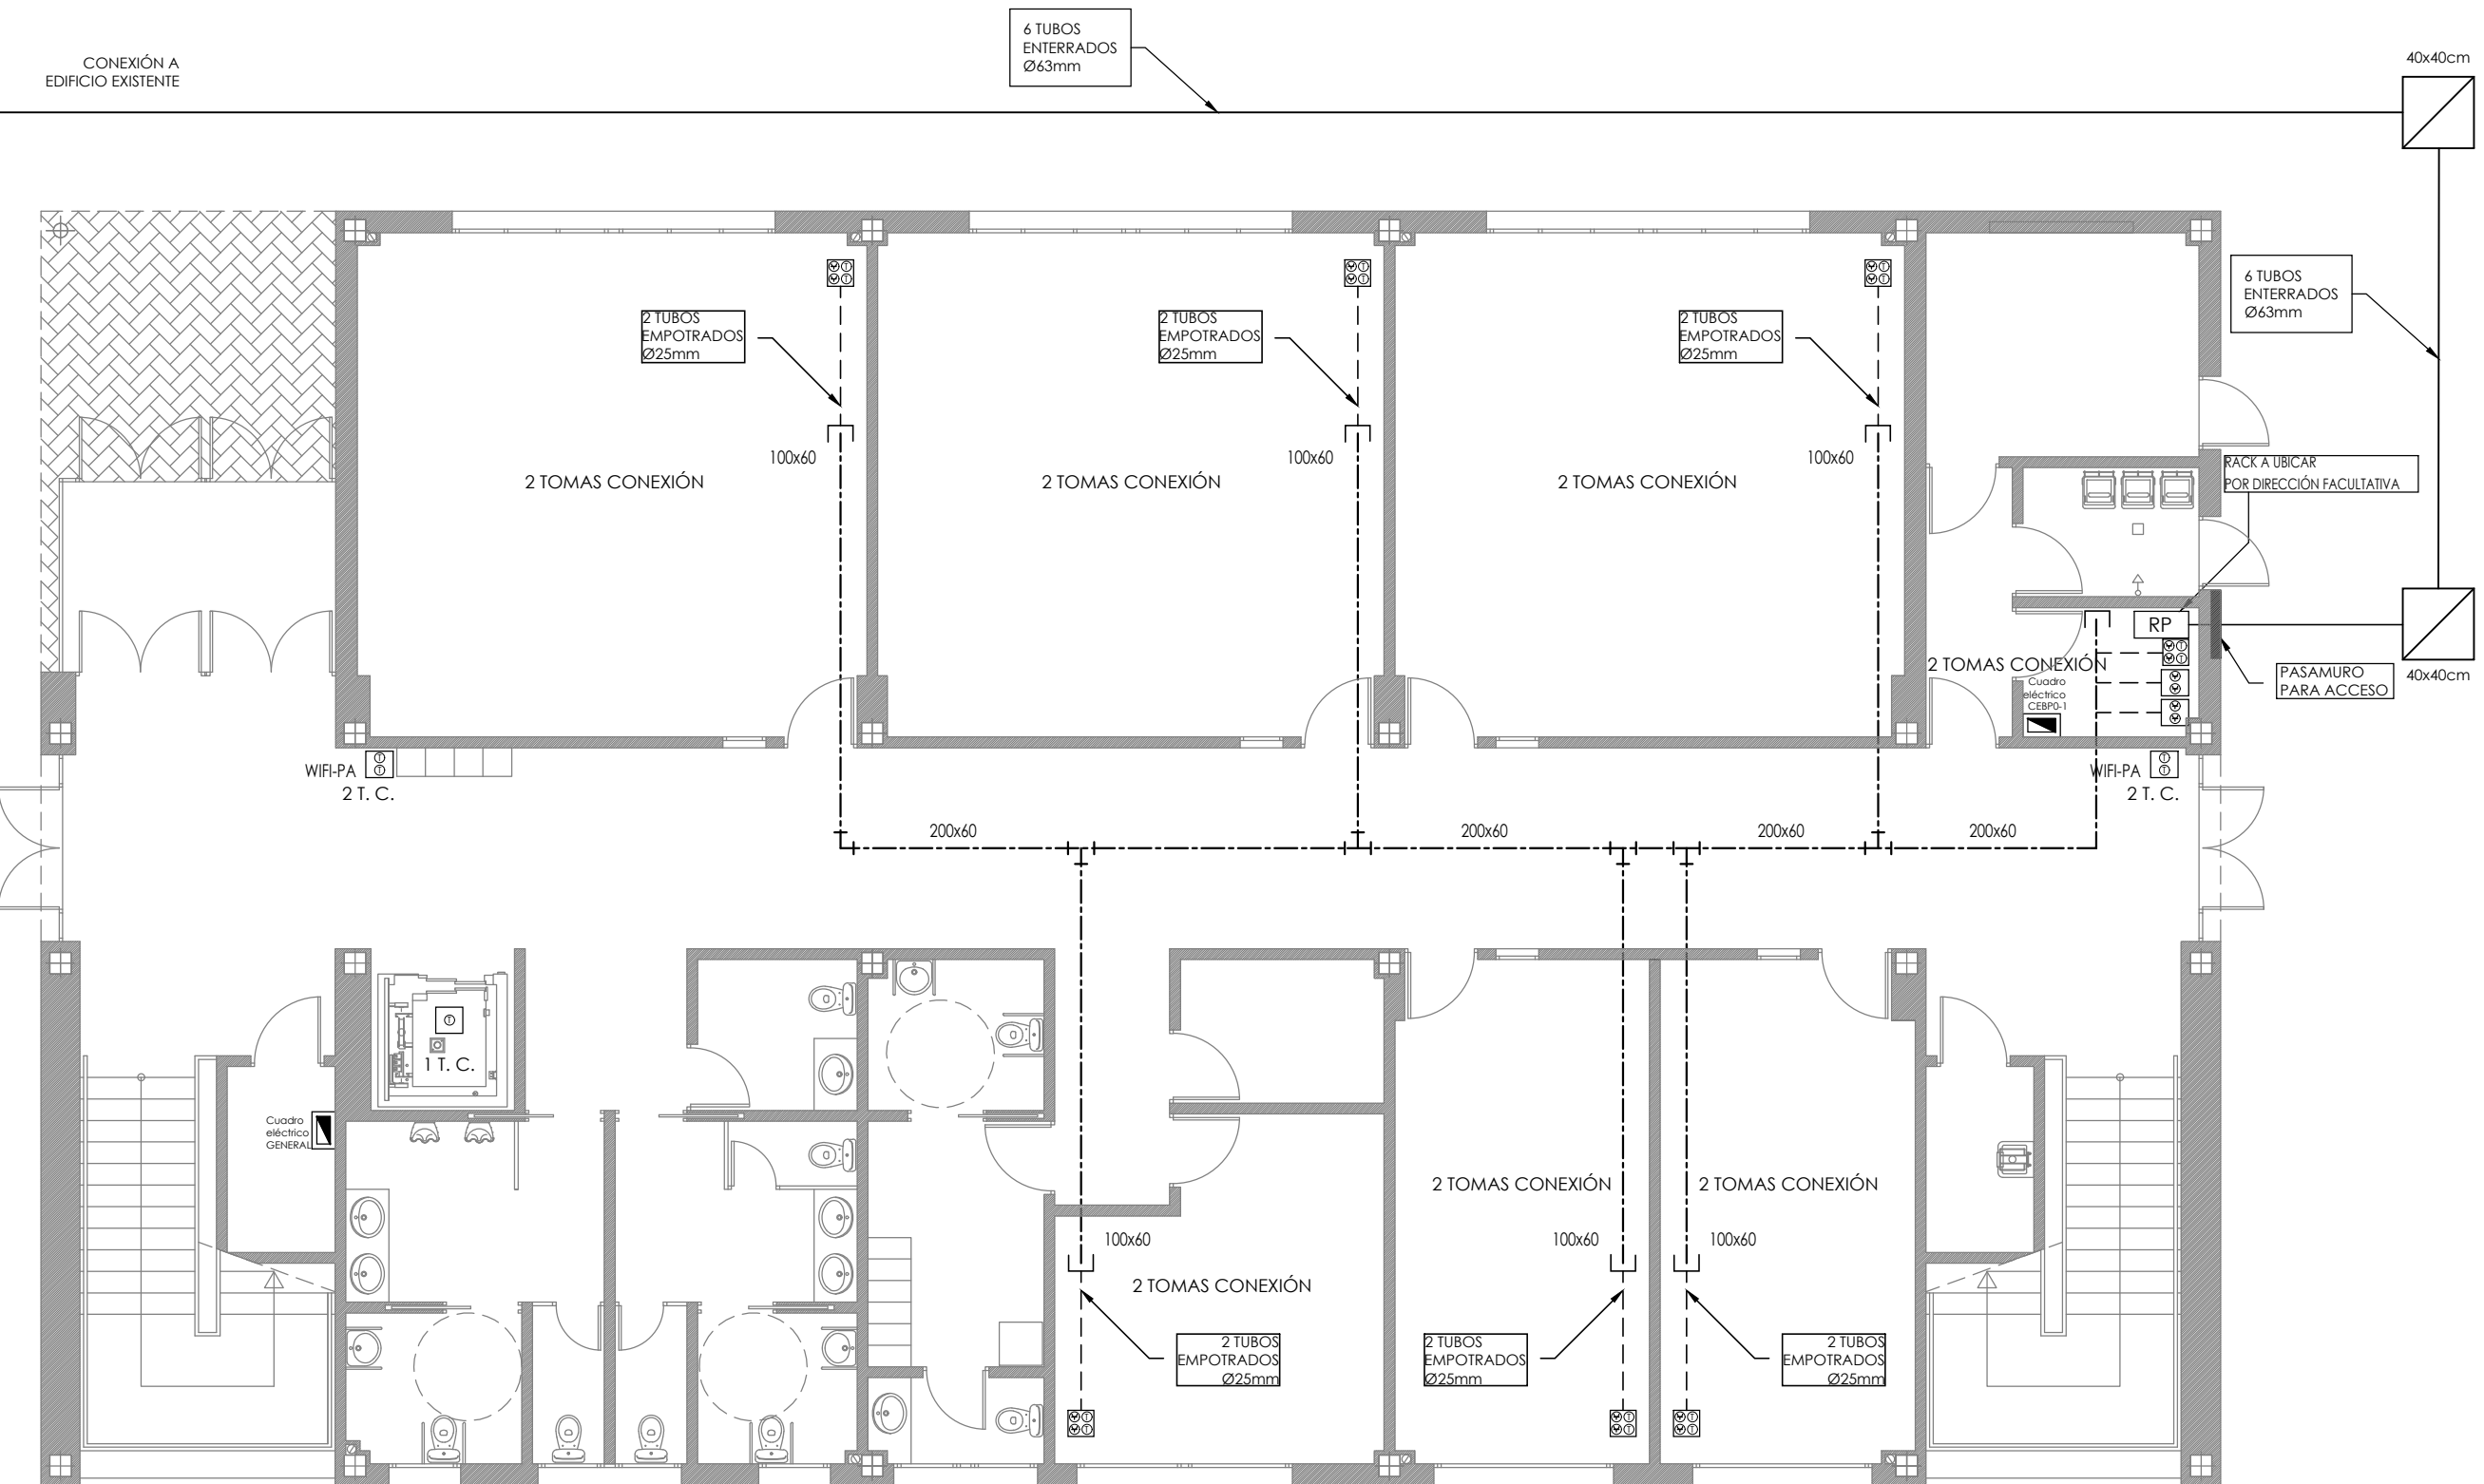 6 TUBOS
ENTERRADOS
Ø63mm
CONEXIÓN A
EDIFICIO EXISTENTE
40x40cm
6 TUBOS
ENTERRADOS
Ø63mm
2 TUBOS
EMPOTRADOS
Ø25mm
2 TUBOS
EMPOTRADOS
Ø25mm
2 TUBOS
EMPOTRADOS
Ø25mm
100x60
100x60
100x60
2 TOMAS CONEXIÓN
2 TOMAS CONEXIÓN
2 TOMAS CONEXIÓN
RACK A UBICAR
POR DIRECCIÓN FACULTATIVA
RP
2 TOMAS CONEXIÓN
Cuadro
eléctrico
CEBP0-1
PASAMURO
PARA ACCESO
40x40cm
WIFI-PA
2 T. C.
WIFI-PA
2 T. C.
200x60
200x60
200x60
200x60
1 T. C.
Cuadro
eléctrico
GENERAL
2 TOMAS CONEXIÓN
2 TOMAS CONEXIÓN
100x60
100x60
100x60
2 TOMAS CONEXIÓN
2 TUBOS
EMPOTRADOS
Ø25mm
2 TUBOS
EMPOTRADOS
Ø25mm
2 TUBOS
EMPOTRADOS
Ø25mm